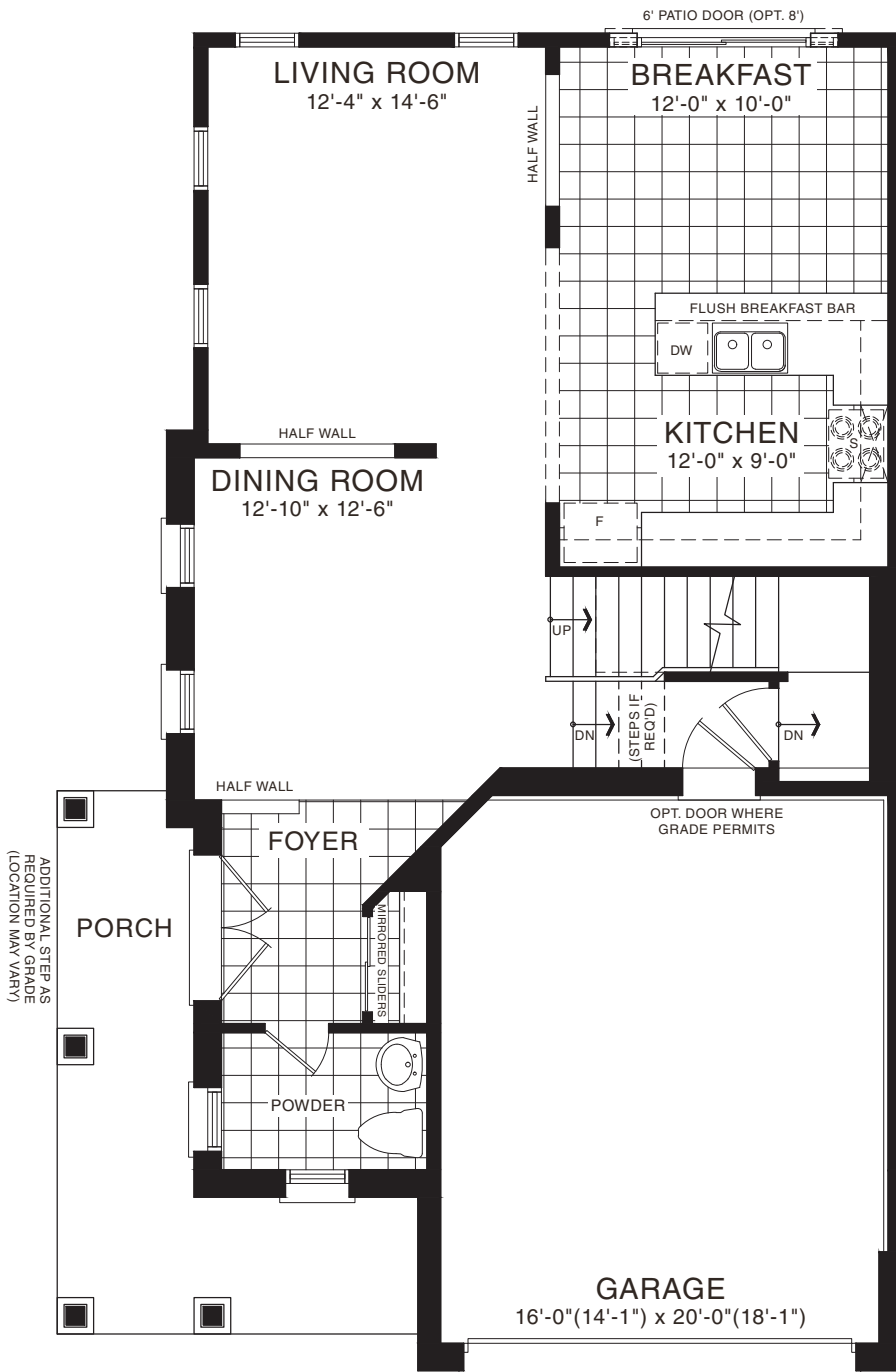 6' PATIO DOOR (OPT. 8')
LIVING ROOM
12'-4" x 14'-6"
BREAKFAST
12'-0" x 10'-0"
HALF WALL
FLUSH BREAKFAST BAR
DW
S
KITCHEN
12'-0" x 9'-0"
HALF WALL
DINING ROOM
12'-10" x 12'-6"
F
UP
DN
(STEPS IF
REQ'D)
DN
HALF WALL
OPT. DOOR WHERE
GRADE PERMITS
FOYER
MIRRORED SLIDERS
PORCH
ADDITIONAL STEP AS
REQUIRED BY GRADE
(LOCATION MAY VARY)
POWDER
GARAGE
16'-0"(14'-1") x 20'-0"(18'-1")